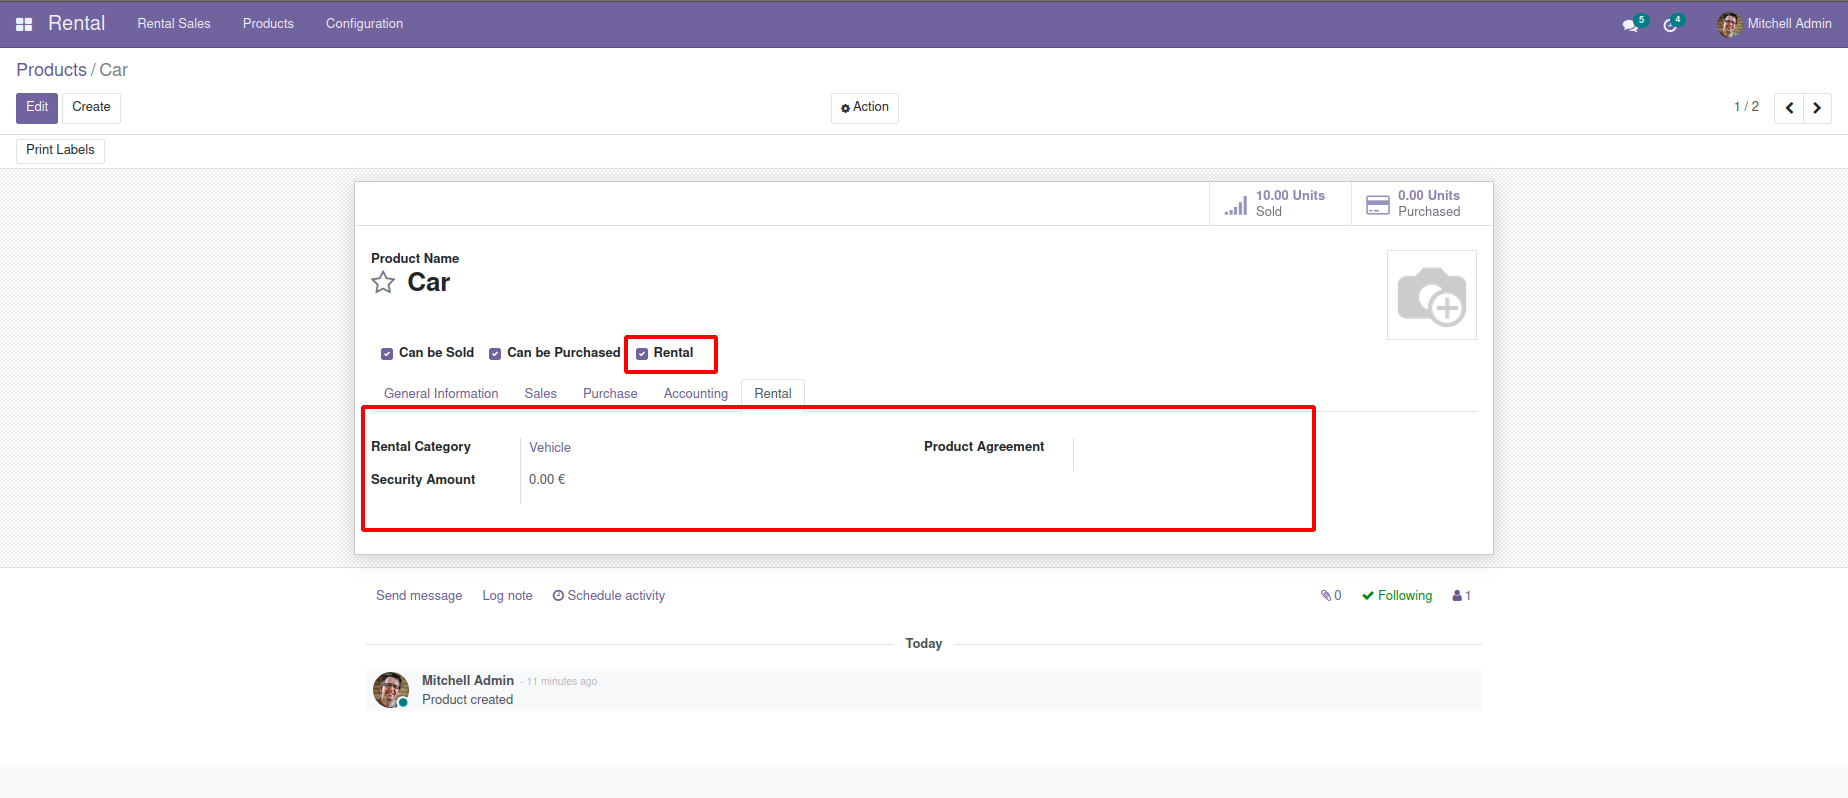 Rental Rental Sales Products Configuration 5 4 Mitchell Admin
Products / Car
Edit Create Action 1 / 2
Print Labels
10.00 Units
Sold
0.00 Units
Purchased
Product Name
Car
Can be Sold Can be Purchased Rental
General Information Sales Purchase Accounting Rental
Rental Category Vehicle Product Agreement
Security Amount 0.00 €
Send message Log note Schedule activity 0 Following 1
Today
Mitchell Admin - 11 minutes ago
Product created